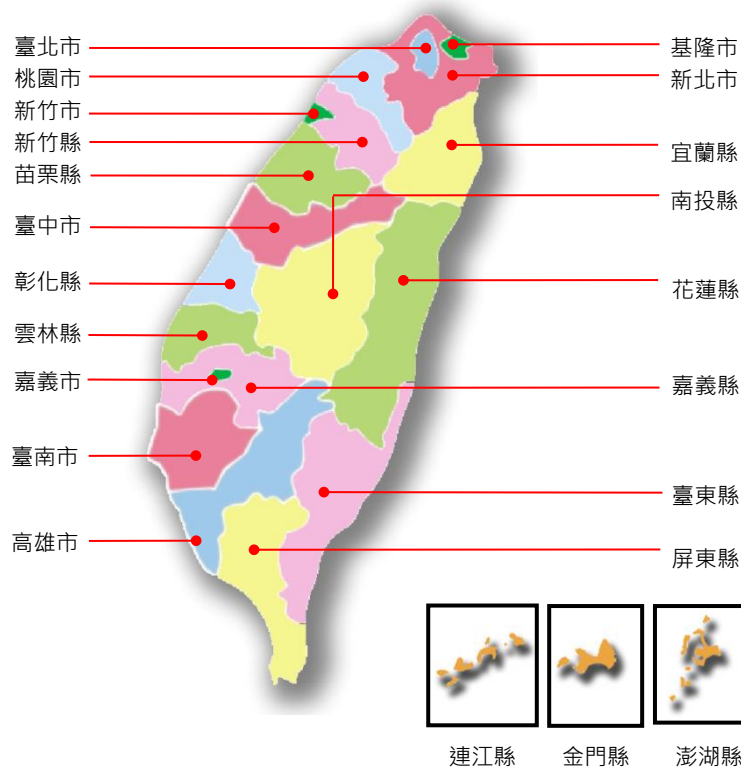 臺北市
桃園市
新竹市
新竹縣
苗栗縣
臺中市
彰化縣
雲林縣
嘉義市
臺南市
高雄市
基隆市
新北市
宜蘭縣
南投縣
花蓮縣
嘉義縣
臺東縣
屏東縣
連江縣
金門縣
澎湖縣